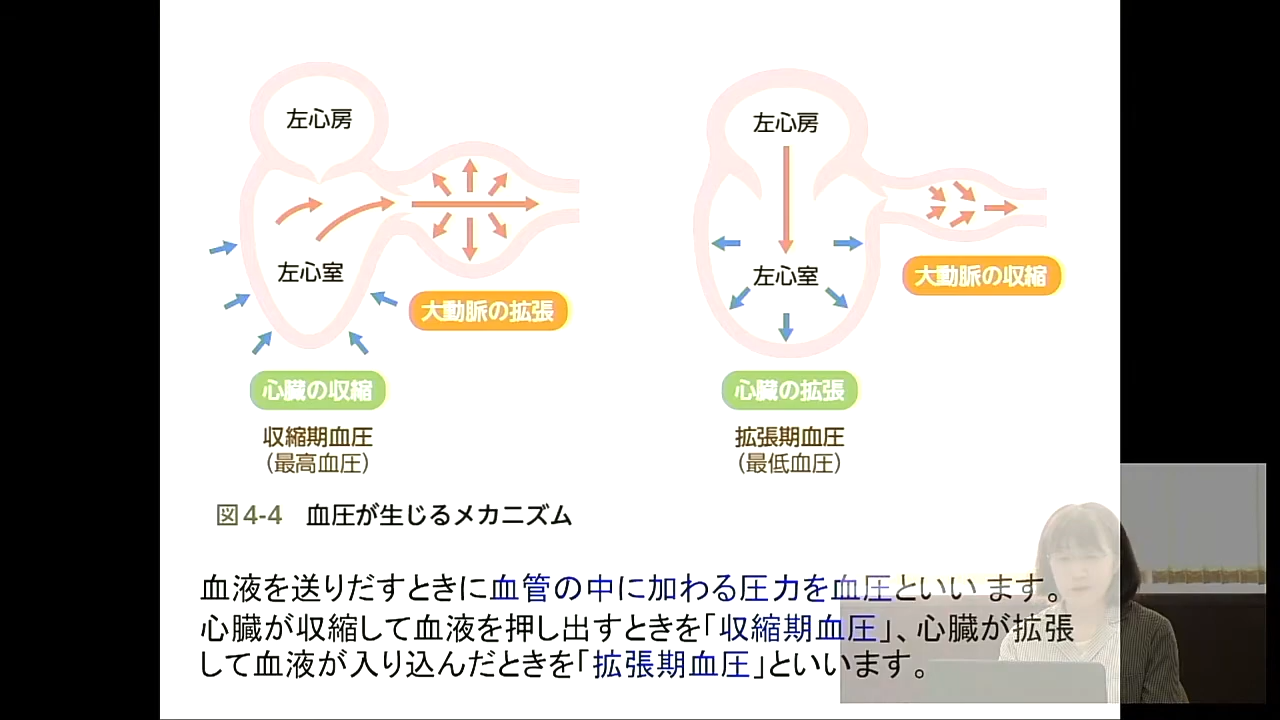 左心房
左心室
大動脈の拡張
心臓の収縮
収縮期血圧
（最高血圧）
左心房
左心室
大動脈の収縮
心臓の拡張
拡張期血圧
（最低血圧）
図4-4 血圧が生じるメカニズム
血液を送りだすときに血管の中に加わる圧力を血圧といいます。
心臓が収縮して血液を押し出すときを「収縮期血圧」、心臓が拡張
して血液が入り込んだときを「拡張期血圧」といいます。